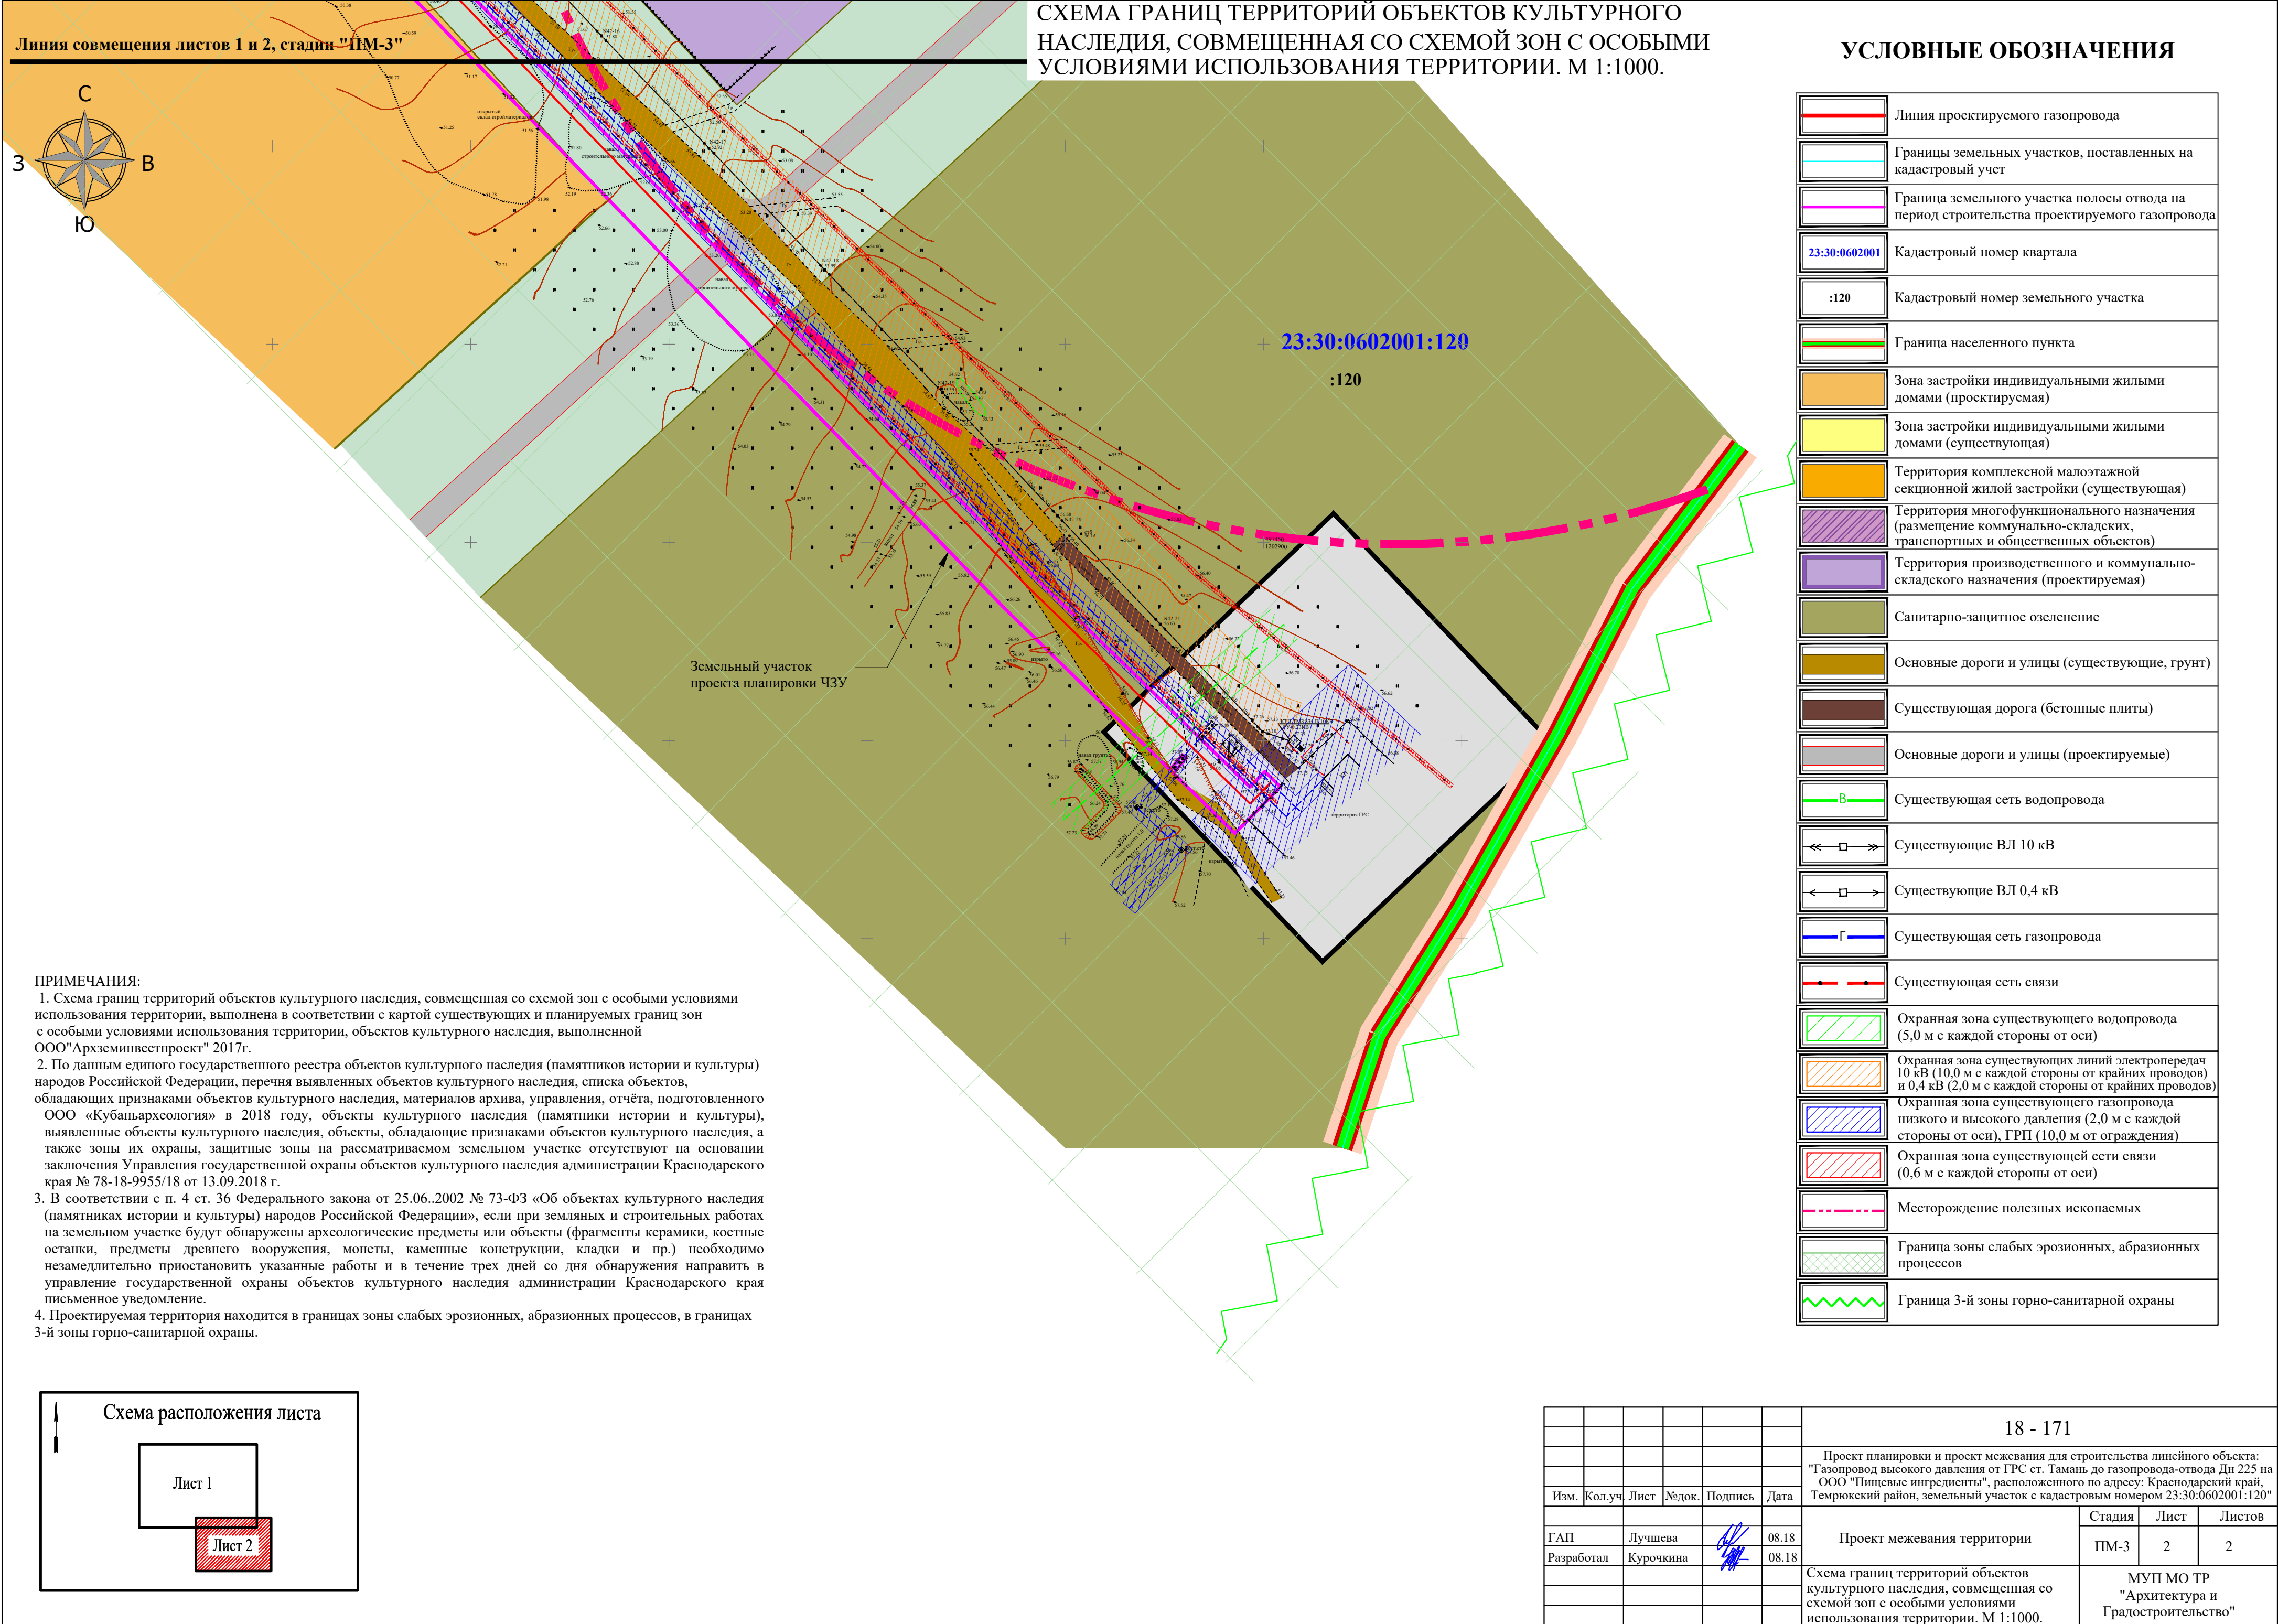 СХЕМА ГРАНИЦ ТЕРРИТОРИЙ ОБЪЕКТОВ КУЛЬТУРНОГО
НАСЛЕДИЯ, СОВМЕЩЕННАЯ СО СХЕМОЙ ЗОН С ОСОБЫМИ
УСЛОВИЯМИ ИСПОЛЬЗОВАНИЯ ТЕРРИТОРИИ. М 1:1000.
Линия совмещения листов 1 и 2, стадии "ПМ-3"
С
З
В
Ю
открытый
склад стройматериалов
23:30:0602001:120
:120
Земельный участок
проекта планировки ЧЗУ
территория ГРС
УСЛОВНЫЕ ОБОЗНАЧЕНИЯ
Линия проектируемого газопровода
Границы земельных участков, поставленных на
кадастровый учет
Граница земельного участка полосы отвода на
период строительства проектируемого газопровода
23:30:0602001
Кадастровый номер квартала
:120
Кадастровый номер земельного участка
Граница населенного пункта
Зона застройки индивидуальными жилыми
домами (проектируемая)
Зона застройки индивидуальными жилыми
домами (существующая)
Территория комплексной малоэтажной
секционной жилой застройки (существующая)
Территория многофункционального назначения
(размещение коммунально-складских,
транспортных и общественных объектов)
Территория производственного и коммунально-
складского назначения (проектируемая)
Санитарно-защитное озеленение
Основные дороги и улицы (существующие, грунт)
Существующая дорога (бетонные плиты)
Основные дороги и улицы (проектируемые)
В
Существующая сеть водопровода
Существующие ВЛ 10 кВ
Существующие ВЛ 0,4 кВ
Г
Существующая сеть газопровода
Существующая сеть связи
Охранная зона существующего водопровода
(5,0 м с каждой стороны от оси)
Охранная зона существующих линий электропередач
10 кВ (10,0 м с каждой стороны от крайних проводов)
и 0,4 кВ (2,0 м с каждой стороны от крайних проводов)
Охранная зона существующего газопровода
низкого и высокого давления (2,0 м с каждой
стороны от оси), ГРП (10,0 м от ограждения)
Охранная зона существующей сети связи
(0,6 м с каждой стороны от оси)
Месторождение полезных ископаемых
Граница зоны слабых эрозионных, абразионных
процессов
Граница 3-й зоны горно-санитарной охраны
ПРИМЕЧАНИЯ:
1. Схема границ территорий объектов культурного наследия, совмещенная со схемой зон с особыми условиями
использования территории, выполнена в соответствии с картой существующих и планируемых границ зон
с особыми условиями использования территории, объектов культурного наследия, выполненной
ООО"Архземинвестпроект" 2017г.
2. По данным единого государственного реестра объектов культурного наследия (памятников истории и культуры)
народов Российской Федерации, перечня выявленных объектов культурного наследия, списка объектов,
обладающих признаками объектов культурного наследия, материалов архива, управления, отчёта, подготовленного
ООО «Кубаньархеология» в 2018 году, объекты культурного наследия (памятники истории и культуры),
выявленные объекты культурного наследия, объекты, обладающие признаками объектов культурного наследия, а
также зоны их охраны, защитные зоны на рассматриваемом земельном участке отсутствуют на основании
заключения Управления государственной охраны объектов культурного наследия администрации Краснодарского
края № 78-18-9955/18 от 13.09.2018 г.
3. В соответствии с п. 4 ст. 36 Федерального закона от 25.06..2002 № 73-ФЗ «Об объектах культурного наследия
(памятниках истории и культуры) народов Российской Федерации», если при земляных и строительных работах
на земельном участке будут обнаружены археологические предметы или объекты (фрагменты керамики, костные
останки, предметы древнего вооружения, монеты, каменные конструкции, кладки и пр.) необходимо
незамедлительно приостановить указанные работы и в течение трех дней со дня обнаружения направить в
управление государственной охраны объектов культурного наследия администрации Краснодарского края
письменное уведомление.
4. Проектируемая территория находится в границах зоны слабых эрозионных, абразионных процессов, в границах
3-й зоны горно-санитарной охраны.
Схема расположения листа
Лист 1
Лист 2
18 - 171
Проект планировки и проект межевания для строительства линейного объекта:
"Газопровод высокого давления от ГРС ст. Тамань до газопровода-отвода Дн 225 на
ООО "Пищевые ингредиенты", расположенного по адресу: Краснодарский край,
Темрюкский район, земельный участок с кадастровым номером 23:30:0602001:120"
Изм. Кол.уч Лист №док. Подпись Дата
ГАП Лучшева 08.18
Разработал Курочкина 08.18
Проект межевания территории
Стадия Лист Листов
ПМ-3 2 2
Схема границ территорий объектов
культурного наследия, совмещенная со
схемой зон с особыми условиями
использования территории. М 1:1000.
МУП МО ТР
"Архитектура и
Градостроительство"